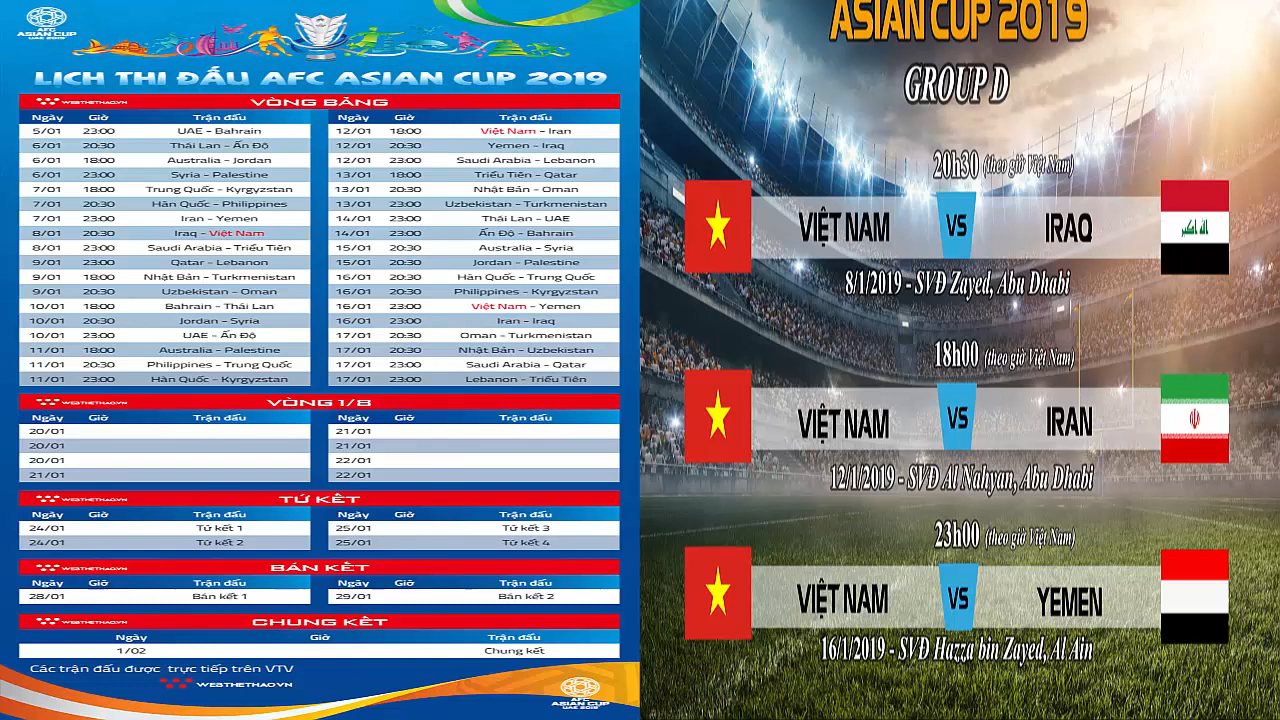 AFC
ASIAN CUP
UAE 2019
LỊCH THI ĐẤU AFC ASIAN CUP 2019
WEBTHETHAO.VN VÒNG BẢNG
Ngày Giờ Trận đấu
5/01 23:00 UAE - Bahrain
6/01 20:30 Thái Lan - Ấn Độ
6/01 18:00 Australia - Jordan
6/01 23:00 Syria - Palestine
7/01 18:00 Trung Quốc - Kyrgyzstan
7/01 20:30 Hàn Quốc - Philippines
7/01 23:00 Iran - Yemen
8/01 20:30 Iraq - Việt Nam
8/01 23:00 Saudi Arabia - Triều Tiên
9/01 23:00 Qatar - Lebanon
9/01 18:00 Nhật Bản - Turkmenistan
9/01 20:30 Uzbekistan - Oman
10/01 18:00 Bahrain - Thái Lan
10/01 20:30 Jordan - Syria
10/01 23:00 UAE - Ấn Độ
11/01 18:00 Australia - Palestine
11/01 20:30 Philippines - Trung Quốc
11/01 23:00 Hàn Quốc - Kyrgyzstan
Ngày Giờ Trận đấu
12/01 18:00 Việt Nam - Iran
12/01 20:30 Yemen - Iraq
12/01 23:00 Saudi Arabia - Lebanon
13/01 18:00 Triều Tiên - Qatar
13/01 20:30 Nhật Bản - Oman
13/01 23:00 Uzbekistan - Turkmenistan
14/01 23:00 Thái Lan - UAE
14/01 23:00 Ấn Độ - Bahrain
15/01 20:30 Australia - Syria
15/01 20:30 Jordan - Palestine
16/01 20:30 Hàn Quốc - Trung Quốc
16/01 20:30 Philippines - Kyrgyzstan
16/01 23:00 Việt Nam - Yemen
16/01 23:00 Iran - Iraq
17/01 20:30 Oman - Turkmenistan
17/01 20:30 Nhật Bản - Uzbekistan
17/01 23:00 Saudi Arabia - Qatar
17/01 23:00 Lebanon - Triều Tiên
WEBTHETHAO.VN VÒNG 1/8
Ngày Giờ Trận đấu
20/01
20/01
20/01
21/01
Ngày Giờ Trận đấu
21/01
21/01
22/01
22/01
WEBTHETHAO.VN TỨ KẾT
Ngày Giờ Trận đấu
24/01 Tứ kết 1
24/01 Tứ kết 2
Ngày Giờ Trận đấu
25/01 Tứ kết 3
25/01 Tứ kết 4
WEBTHETHAO.VN BÁN KẾT
Ngày Giờ Trận đấu
28/01 Bán kết 1
Ngày Giờ Trận đấu
29/01 Bán kết 2
WEBTHETHAO.VN CHUNG KẾT
Ngày Giờ Trận đấu
1/02 Chung kết
Các trận đấu được trực tiếp trên VTV
WEBTHETHAO.VN
AFC
ASIAN CUP
UAE 2019
ASIAN CUP 2019
GROUP D
20h30 (theo giờ Việt Nam)
VIỆT NAM VS IRAQ
8/1/2019 - SVĐ Zayed, Abu Dhabi
18h00 (theo giờ Việt Nam)
VIỆT NAM VS IRAN
12/1/2019 - SVĐ Al Nahyan, Abu Dhabi
23h00 (theo giờ Việt Nam)
VIỆT NAM VS YEMEN
16/1/2019 - SVĐ Hazza bin Zayed, Al Ain